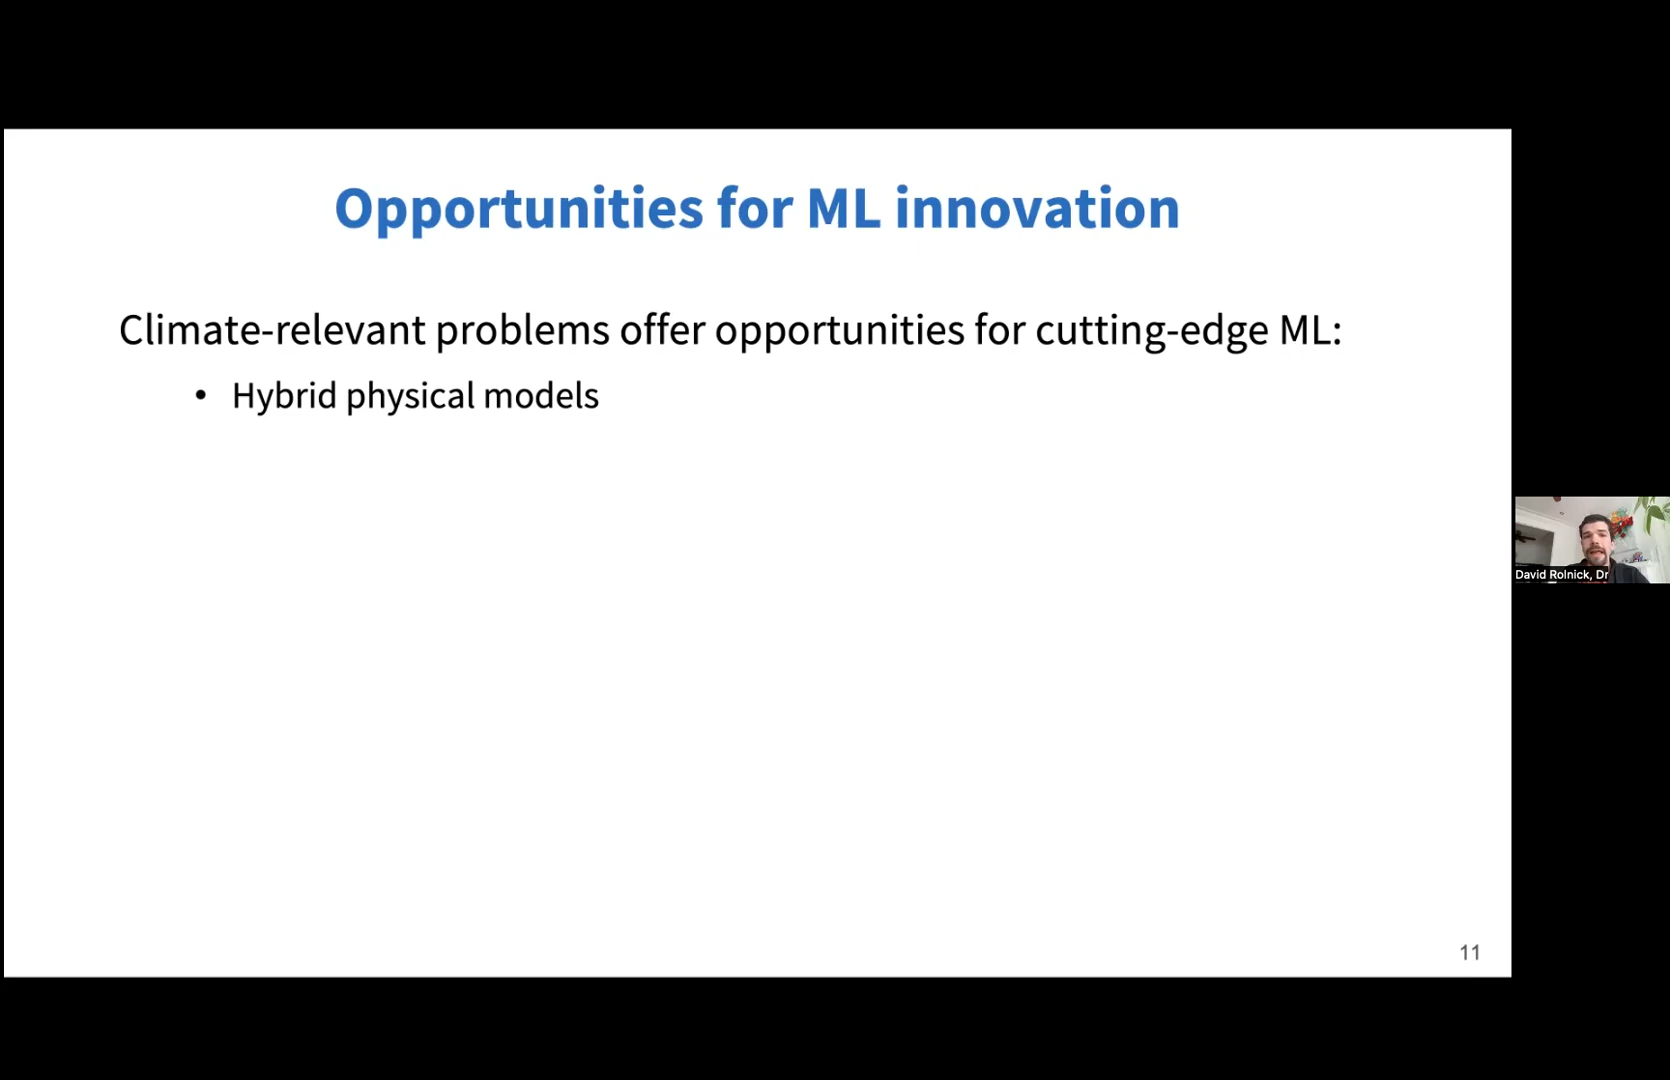 Opportunities for ML innovation
Climate-relevant problems offer opportunities for cutting-edge ML:
• Hybrid physical models
David Rolnick, Dr
11